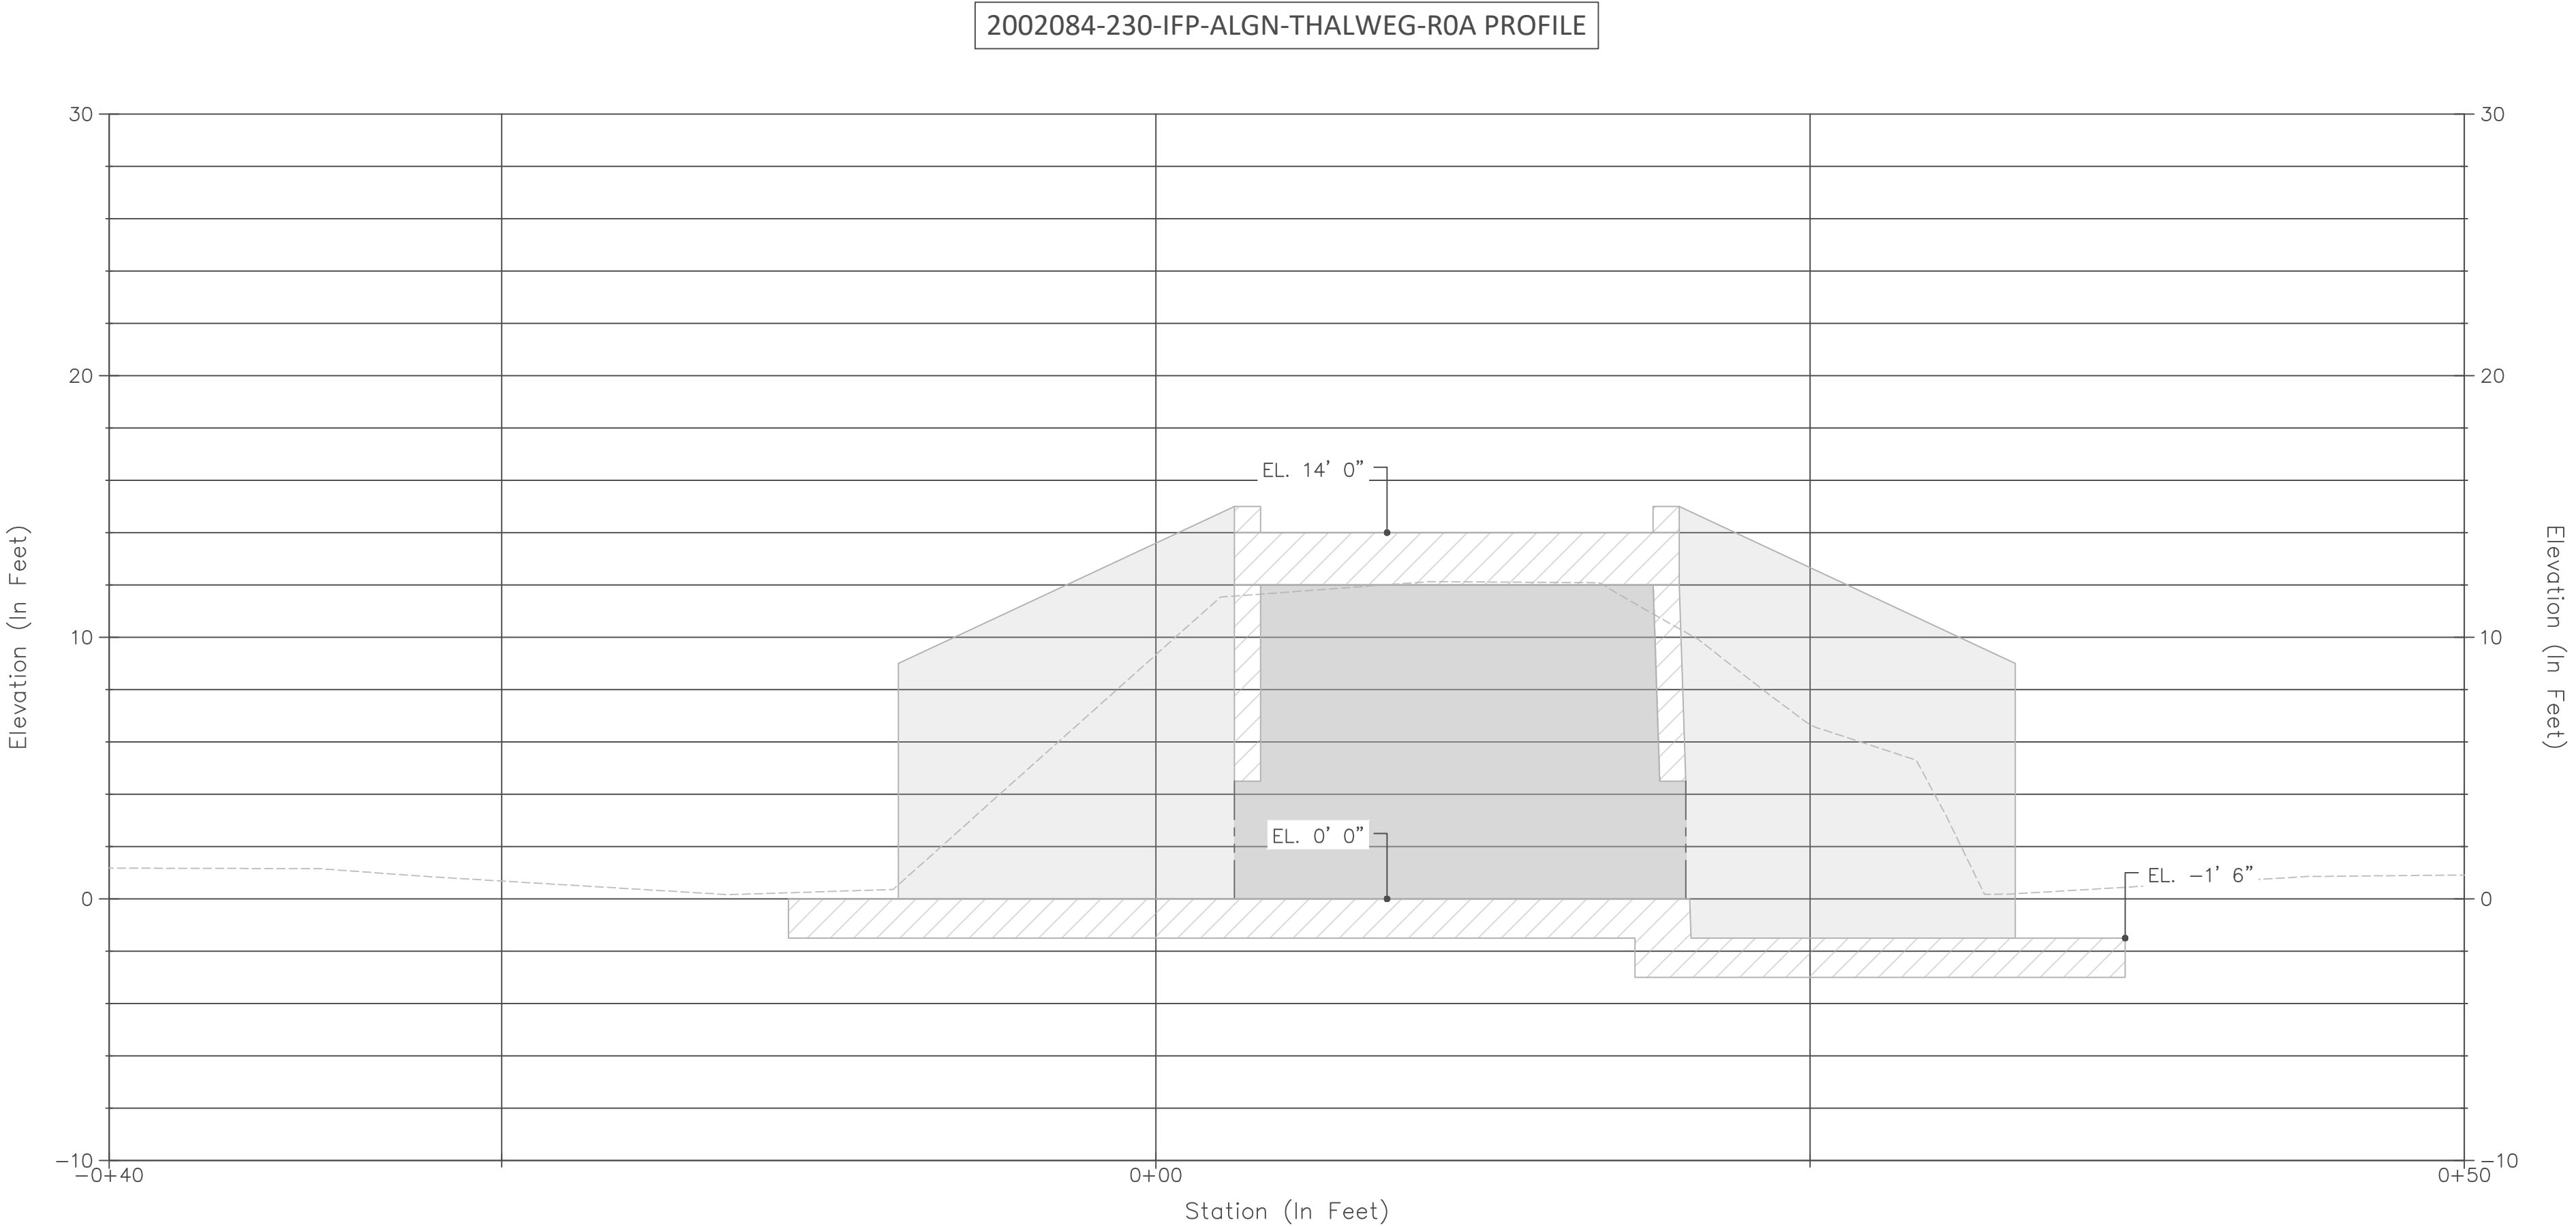 2002084-230-IFP-ALGN-THALWEG-R0A PROFILE
30
30
20
20
EL. 14' 0"
Elevation (In Feet)
Elevation (In Feet)
10
10
EL. 0' 0"
EL. -1' 6"
0
0
-10
-10
-0+40
0+00
0+50
Station (In Feet)